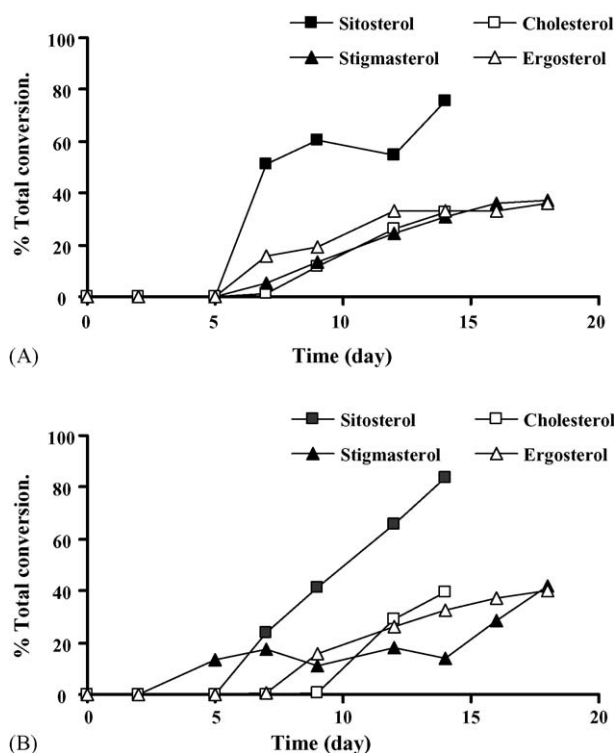 Sitosterol Cholesterol
Stigmasterol Ergosterol
100
80
60
40
20
0
% Total conversion.
0 5 10 15 20
Time (day)
(A)
Sitosterol Cholesterol
Stigmasterol Ergosterol
100
80
60
40
20
0
% Total conversion.
0 5 10 15 20
Time (day)
(B)